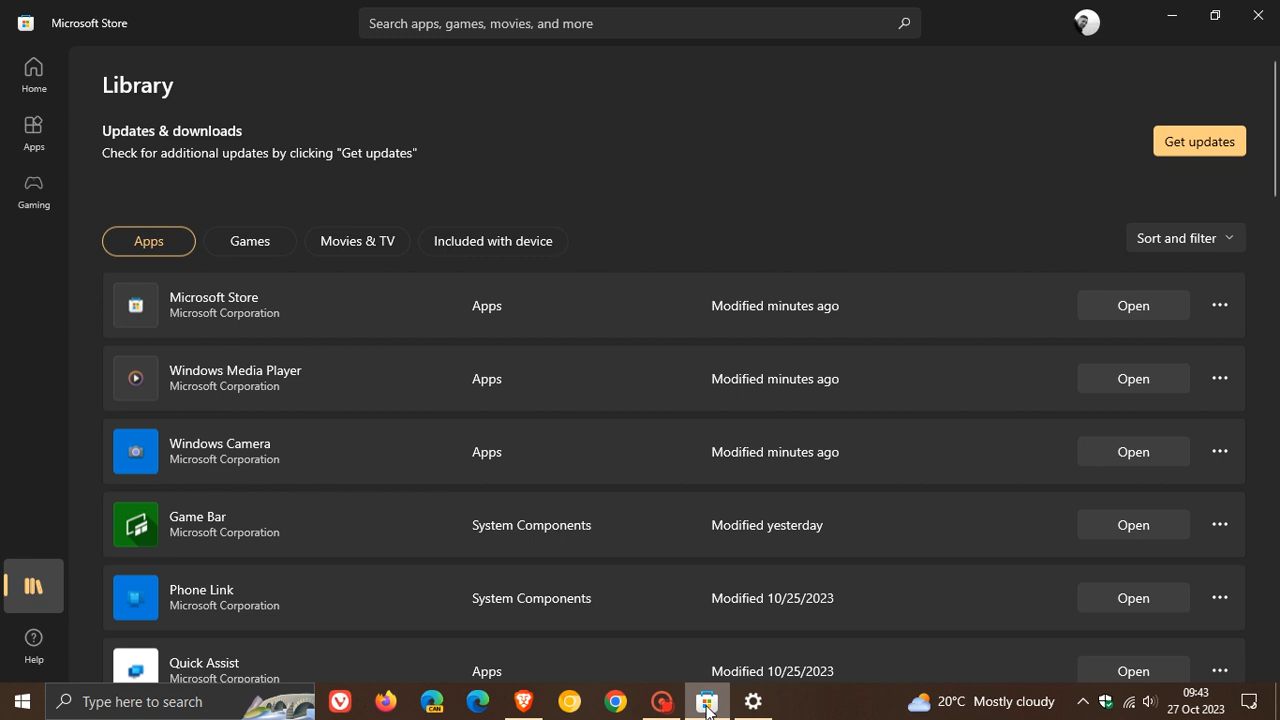 Microsoft Store
Search apps, games, movies, and more
Home
Apps
Gaming
Library
Updates & downloads
Check for additional updates by clicking "Get updates"
Get updates
Apps
Games
Movies & TV
Included with device
Sort and filter
Microsoft Store
Microsoft Corporation
Apps
Modified minutes ago
Open
Windows Media Player
Microsoft Corporation
Apps
Modified minutes ago
Open
Windows Camera
Microsoft Corporation
Apps
Modified minutes ago
Open
Game Bar
Microsoft Corporation
System Components
Modified yesterday
Open
Phone Link
Microsoft Corporation
System Components
Modified 10/25/2023
Open
Quick Assist
Microsoft Corporation
Apps
Modified 10/25/2023
Open
Help
Type here to search
CAN
20°C Mostly cloudy
09:43
27 Oct 2023